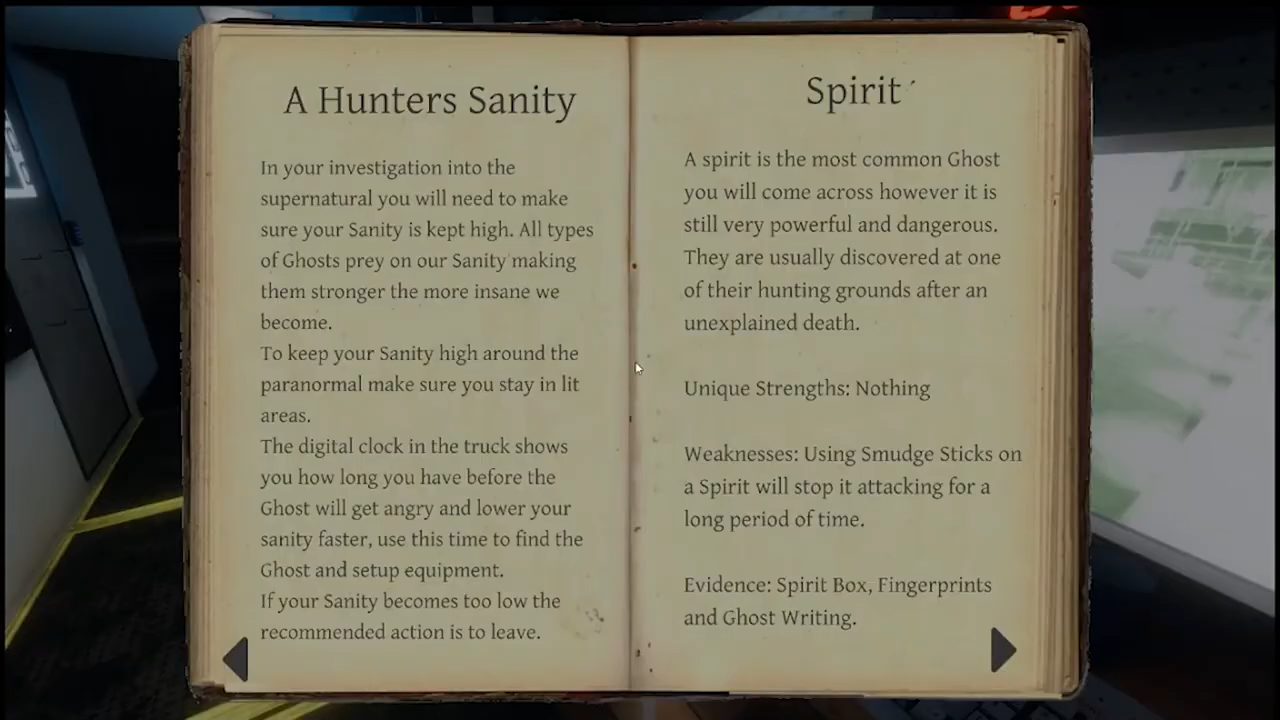 A Hunters Sanity
In your investigation into the
supernatural you will need to make
sure your Sanity is kept high. All types
of Ghosts prey on our Sanity making
them stronger the more insane we
become.
To keep your Sanity high around the
paranormal make sure you stay in lit
areas.
The digital clock in the truck shows
you how long you have before the
Ghost will get angry and lower your
sanity faster, use this time to find the
Ghost and setup equipment.
If your Sanity becomes too low the
recommended action is to leave.
Spirit
A spirit is the most common Ghost
you will come across however it is
still very powerful and dangerous.
They are usually discovered at one
of their hunting grounds after an
unexplained death.
Unique Strengths: Nothing
Weaknesses: Using Smudge Sticks on
a Spirit will stop it attacking for a
long period of time.
Evidence: Spirit Box, Fingerprints
and Ghost Writing.